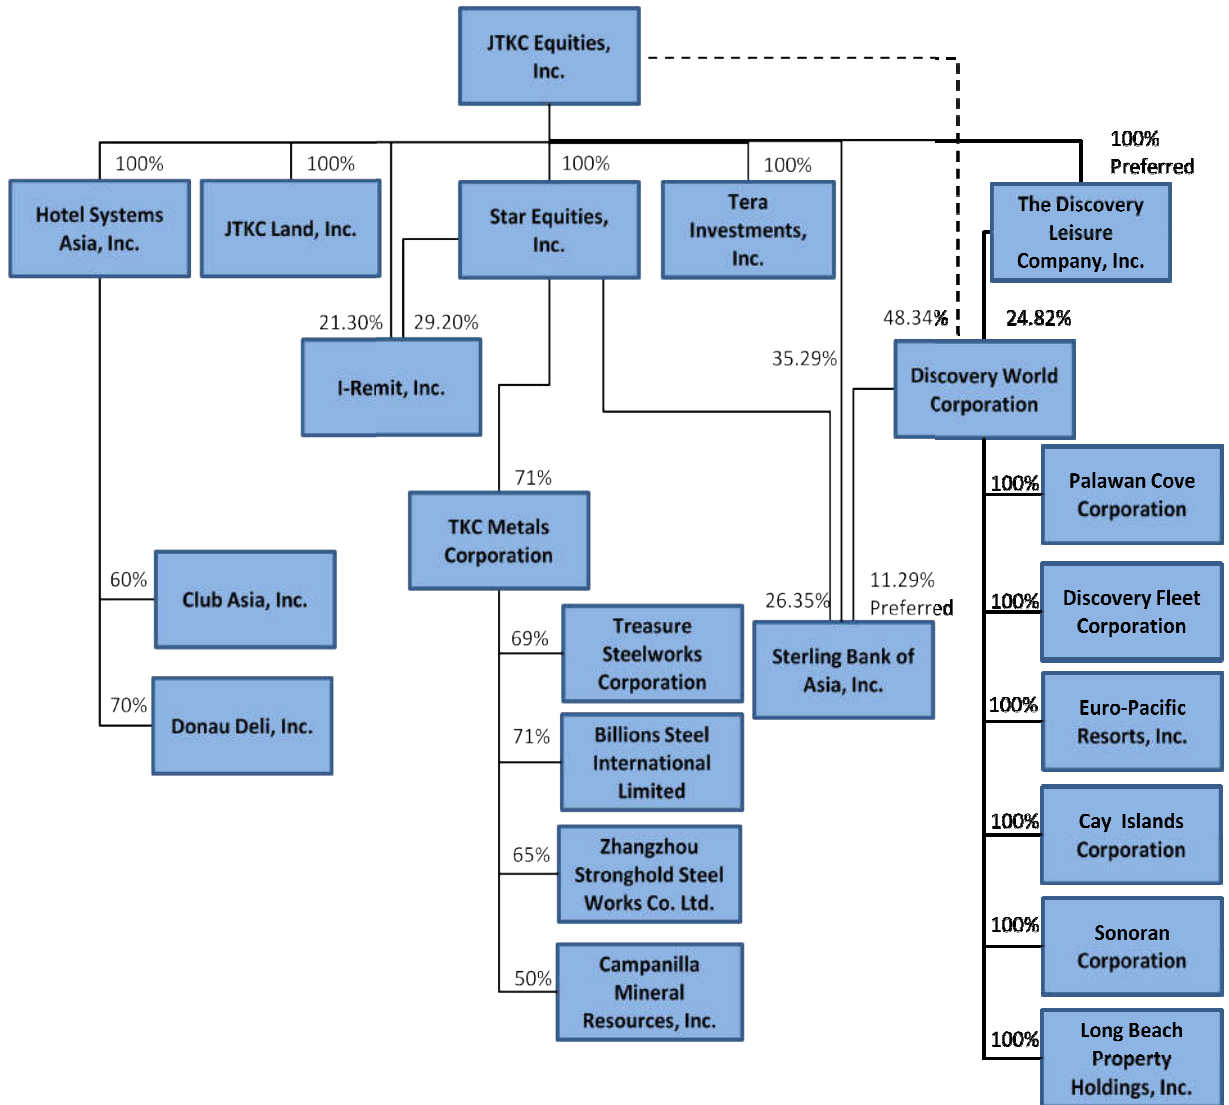 JTKC Equities,
Inc.
100%
Preferred
100%
100%
100%
100%
Hotel Systems
Asia, Inc.
JTKC Land, Inc.
Star Equities,
Inc.
Tera
Investments,
Inc.
The Discovery
Leisure
Company, Inc.
21.30%
29.20%
48.34%
24.82%
35.29%
I-Remit, Inc.
Discovery World
Corporation
71%
TKC Metals
Corporation
100%
Palawan Cove
Corporation
60%
Club Asia, Inc.
11.29%
Preferred
26.35%
100%
Discovery Fleet
Corporation
69%
Treasure
Steelworks
Corporation
Sterling Bank of
Asia, Inc.
70%
Donau Deli, Inc.
100%
Euro-Pacific
Resorts, Inc.
71%
Billions Steel
International
Limited
100%
Cay  Islands
Corporation
65%
Zhangzhou
Stronghold Steel
Works Co. Ltd.
100%
Sonoran
Corporation
50%
Campanilla
Mineral
Resources, Inc.
100%
Long Beach
Property
Holdings, Inc.